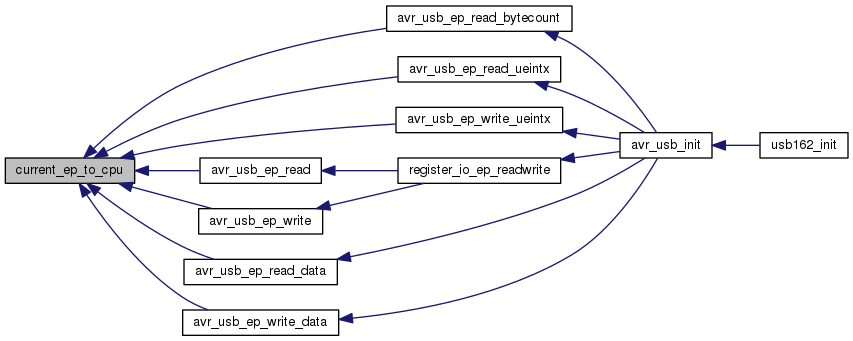 avr_usb_ep_read_bytecount
avr_usb_ep_read_ueintx
avr_usb_ep_write_ueintx
avr_usb_init
usb162_init
current_ep_to_cpu
avr_usb_ep_read
register_io_ep_readwrite
avr_usb_ep_write
avr_usb_ep_read_data
avr_usb_ep_write_data